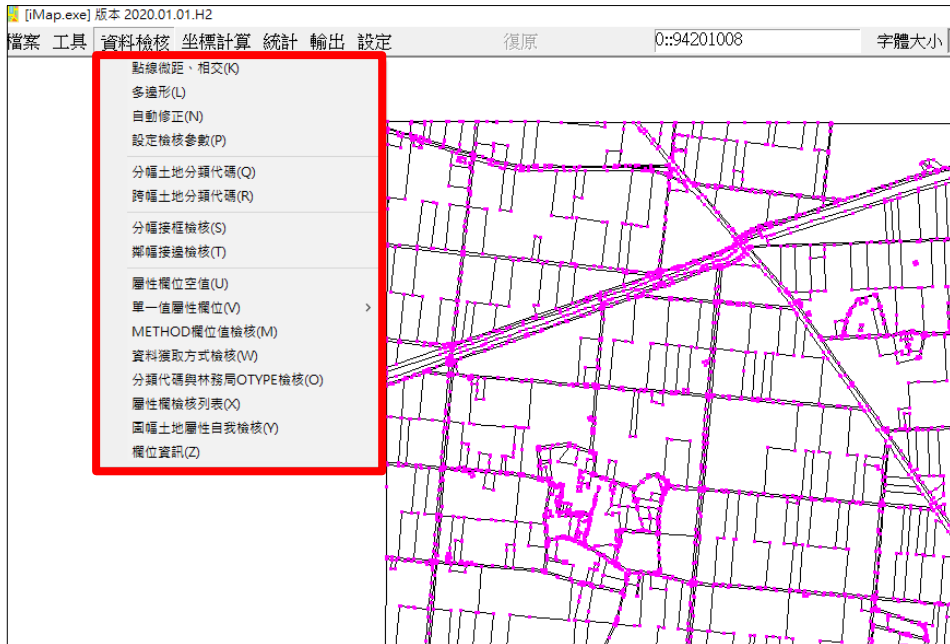 [iMap.exe] 版本 2020.01.01.H2
檔案 工具 資料檢核 坐標計算 統計 輸出 設定 復原 0::94201008 字體大小
點線微距、相交(K)
多邊形(L)
自動修正(N)
設定檢核參數(P)
分幅土地分類代碼(Q)
跨幅土地分類代碼(R)
分幅接框檢核(S)
鄰幅接邊檢核(T)
屬性欄位空值(U)
單一值屬性欄位(V)
METHOD欄位值檢核(M)
資料獲取方式檢核(W)
分類代碼與林務局OTYPE檢核(O)
屬性欄檢核列表(X)
圖幅土地屬性自我檢核(Y)
欄位資訊(Z)